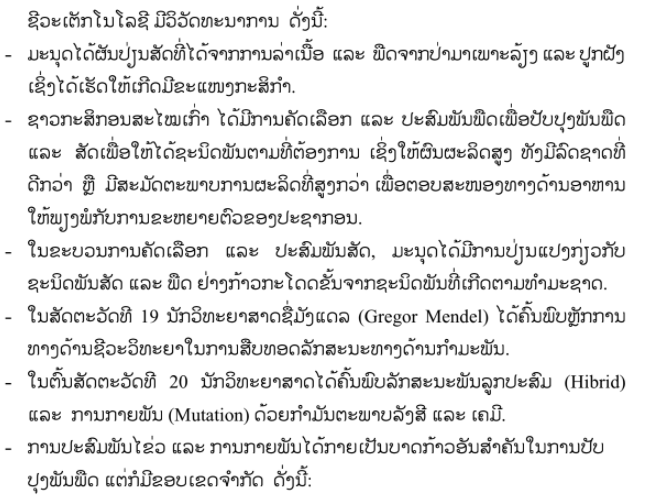 ຊີວະເຕັກໂນໂລຊີ ມີວິວັດທະນາການ ດັ່ງນີ້:
- ມະນຸດໄດ້ຜັນປ່ຽນສັດທີ່ໄດ້ຈາກການລ່າເນື້ອ ແລະ ພືດຈາກປ່າມາເພາະລ້ຽງ ແລະ ປູກຝັງ
ເຊິ່ງໄດ້ເຮັດໃຫ້ເກີດມີຂະແໜງກະສິກຳ.
- ຊາວກະສິກອນສະໄໝເກົ່າ ໄດ້ມີການຄັດເລືອກ ແລະ ປະສົມພັນພືດເພື່ອປັບປຸງພັນພືດ
ແລະ ສັດເພື່ອໃຫ້ໄດ້ຊະນິດພັນຕາມທີ່ຕ້ອງການ ເຊິ່ງໃຫ້ຜົນຜະລິດສູງ ທັງມີລົດຊາດທີ່
ດີກວ່າ ຫຼື ມີສະມັດຕະພາບການຜະລິດທີ່ສູງກວ່າ ເພື່ອຕອບສະໜອງທາງດ້ານອາຫານ
ໃຫ້ພຽງພໍກັບການຂະຫຍາຍຕົວຂອງປະຊາກອນ.
- ໃນຂະບວນການຄັດເລືອກ ແລະ ປະສົມພັນສັດ, ມະນຸດໄດ້ມີການປ່ຽນແປງກ່ຽວກັບ
ຊະນິດພັນສັດ ແລະ ພືດ ຢ່າງກ້າວກະໂດດຂຶ້ນຈາກຊະນິດພັນທີ່ເກີດຕາມທຳມະຊາດ.
- ໃນສັດຕະວັດທີ 19 ນັກວິທະຍາສາດຊື່ມັງແດລ (Gregor Mendel) ໄດ້ຄົ້ນພົບຫຼັກການ
ທາງດ້ານຊີວະວິທະຍາໃນການສືບທອດລັກສະນະທາງດ້ານກຳມະພັນ.
- ໃນຕົ້ນສັດຕະວັດທີ 20 ນັກວິທະຍາສາດໄດ້ຄົ້ນພົບລັກສະນະພັນລູກປະສົມ (Hibrid)
ແລະ ການກາຍພັນ (Mutation) ດ້ວຍກຳມັນຕະພາບລັງສີ ແລະ ເຄມີ.
- ການປະສົມພັນໄຂ່ວ ແລະ ການກາຍພັນໄດ້ກາຍເປັນບາດກ້າວອັນສຳຄັນໃນການປັບ
ປຸງພັນພືດ ແຕ່ກໍມີຂອບເຂດຈຳກັດ ດັ່ງນີ້: